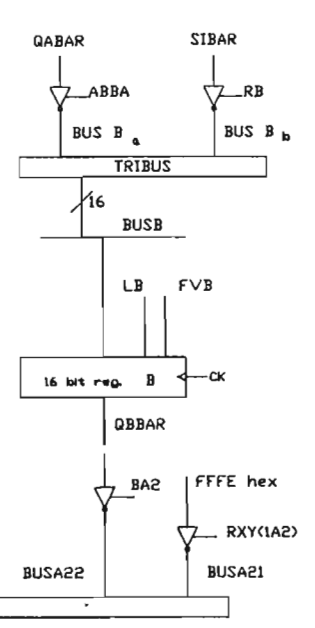 QABAR SIBAR
ABBA RB
BUS B a BUS B b
TRIBUS
16
BUSB
LB FVB
16 bit reg. B CK
QBBAR
BA2 FFFE hex
RXY(1A2)
BUSA22 BUSA21